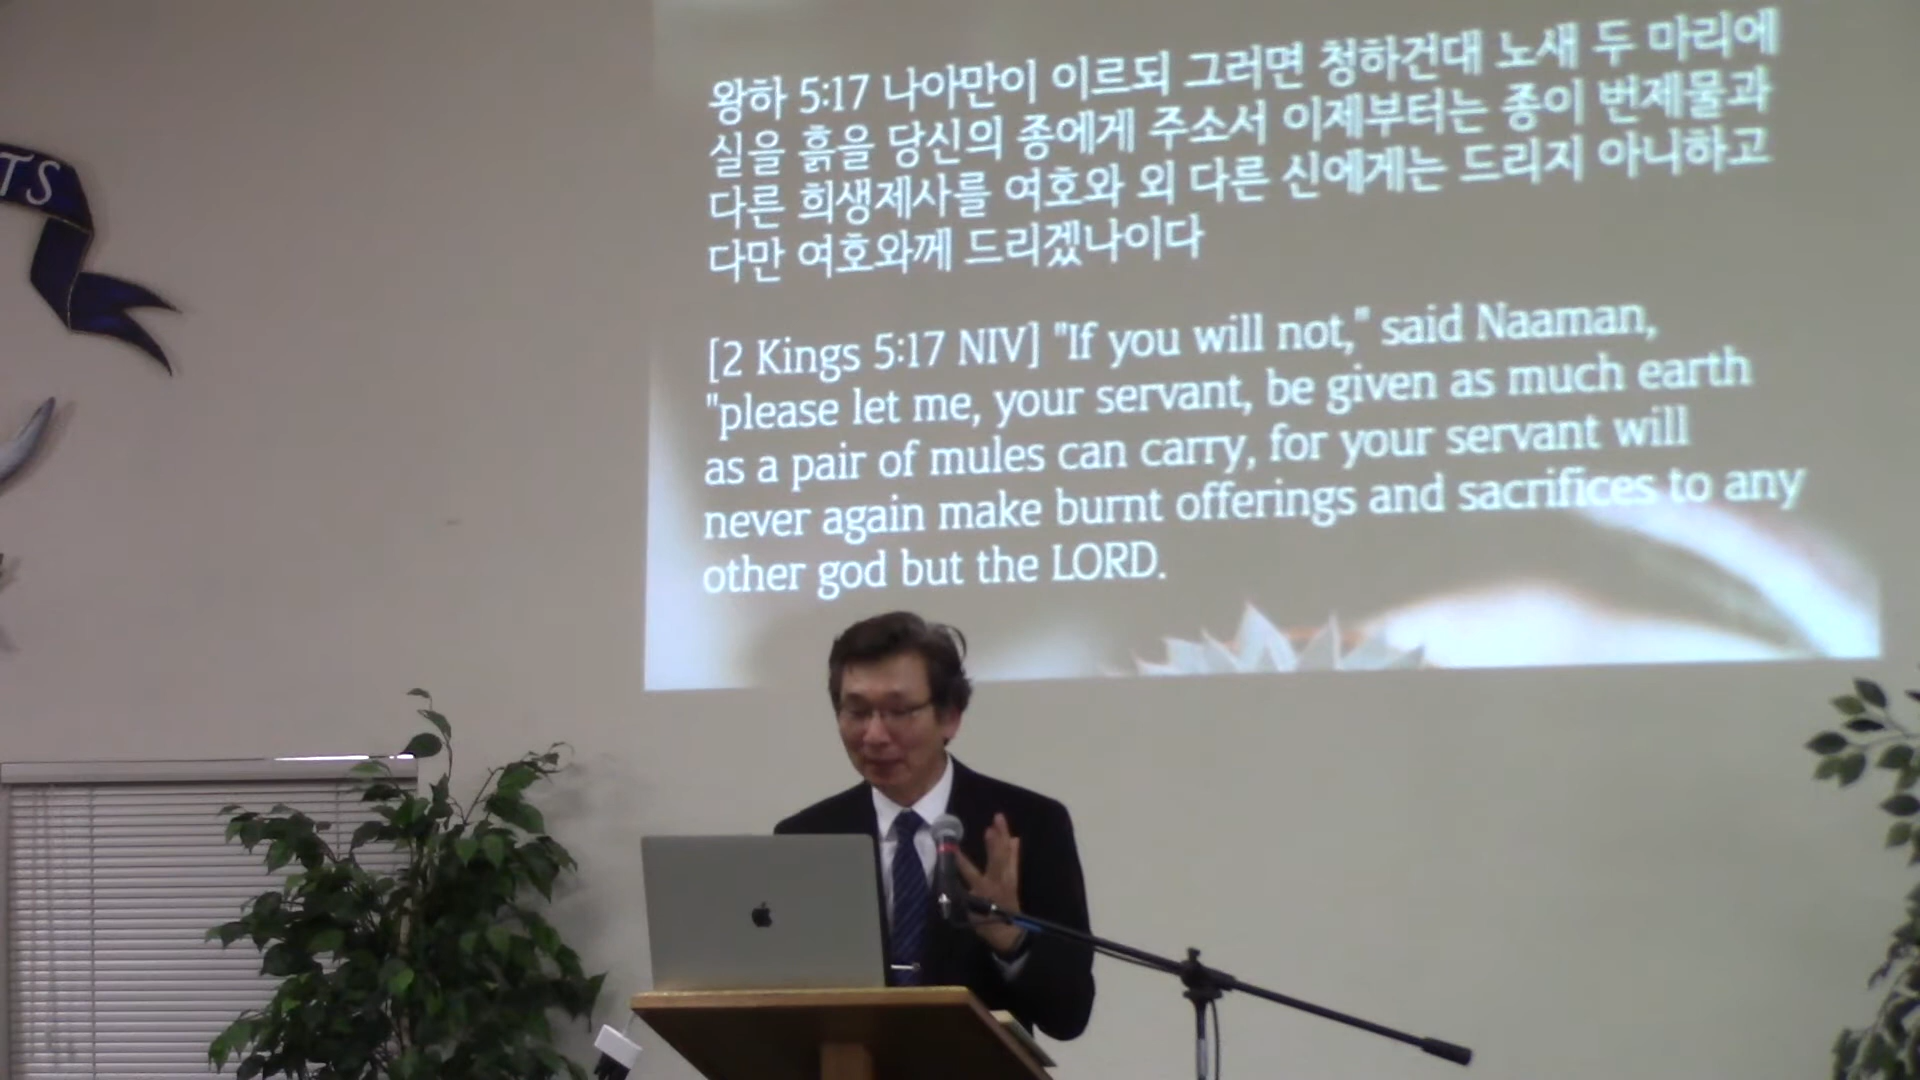 TS
왕하 5:17 나아만이 이르되 그러면 청하건대 노새 두 마리에
실을 흙을 당신의 종에게 주소서 이제부터는 종이 번제물과
다른 희생제사를 여호와 외 다른 신에게는 드리지 아니하고
다만 여호와께 드리겠나이다
[2 Kings 5:17 NIV] "If you will not," said Naaman,
"please let me, your servant, be given as much earth
as a pair of mules can carry, for your servant will
never again make burnt offerings and sacrifices to any
other god but the LORD.